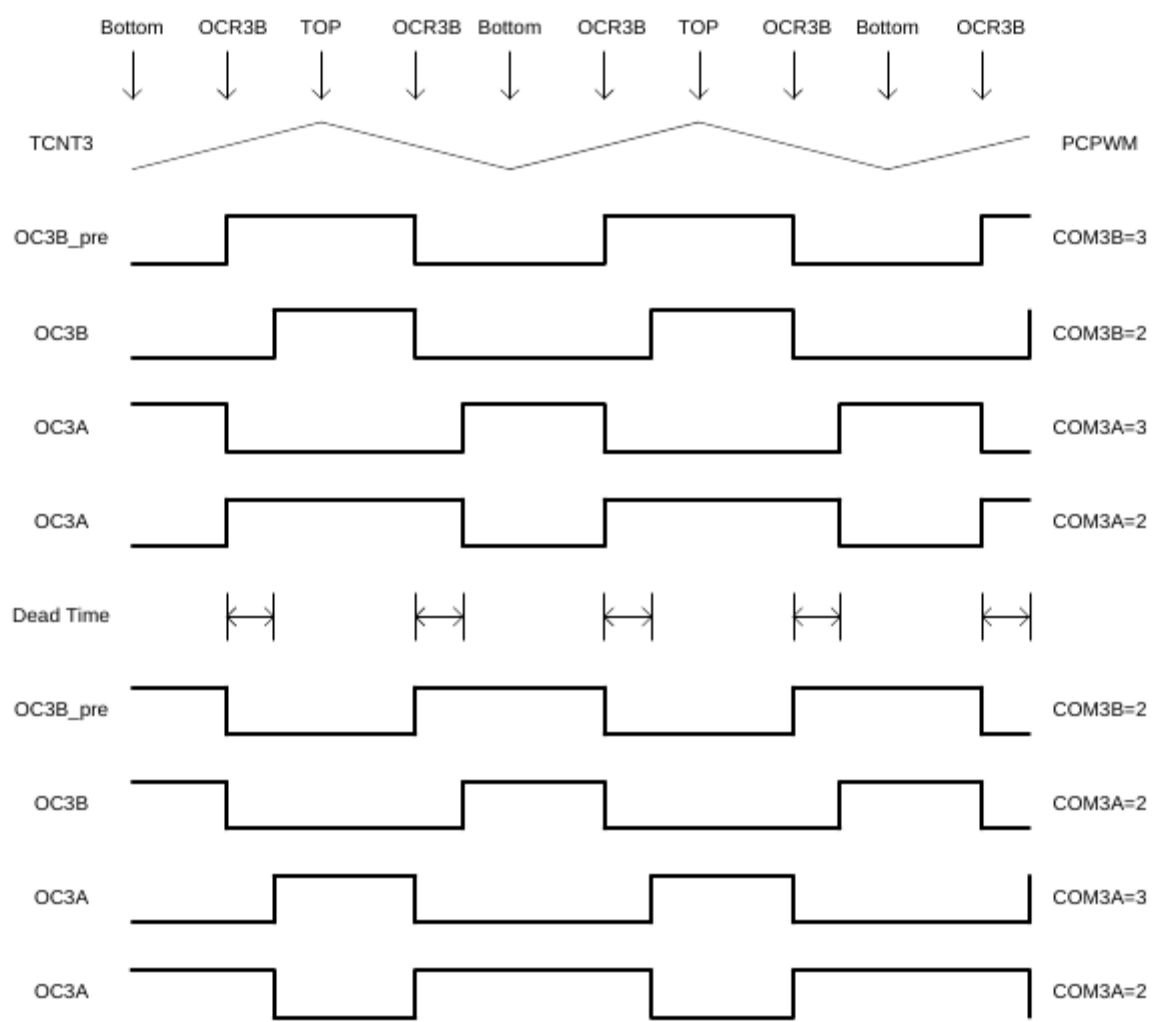 Bottom OCR3B TOP OCR3B Bottom OCR3B TOP OCR3B Bottom OCR3B
TCNT3 PCPWM
OC3B_pre COM3B=3
OC3B COM3B=2
OC3A COM3A=3
OC3A COM3A=2
Dead Time
OC3B_pre COM3B=2
OC3B COM3A=2
OC3A COM3A=3
OC3A COM3A=2